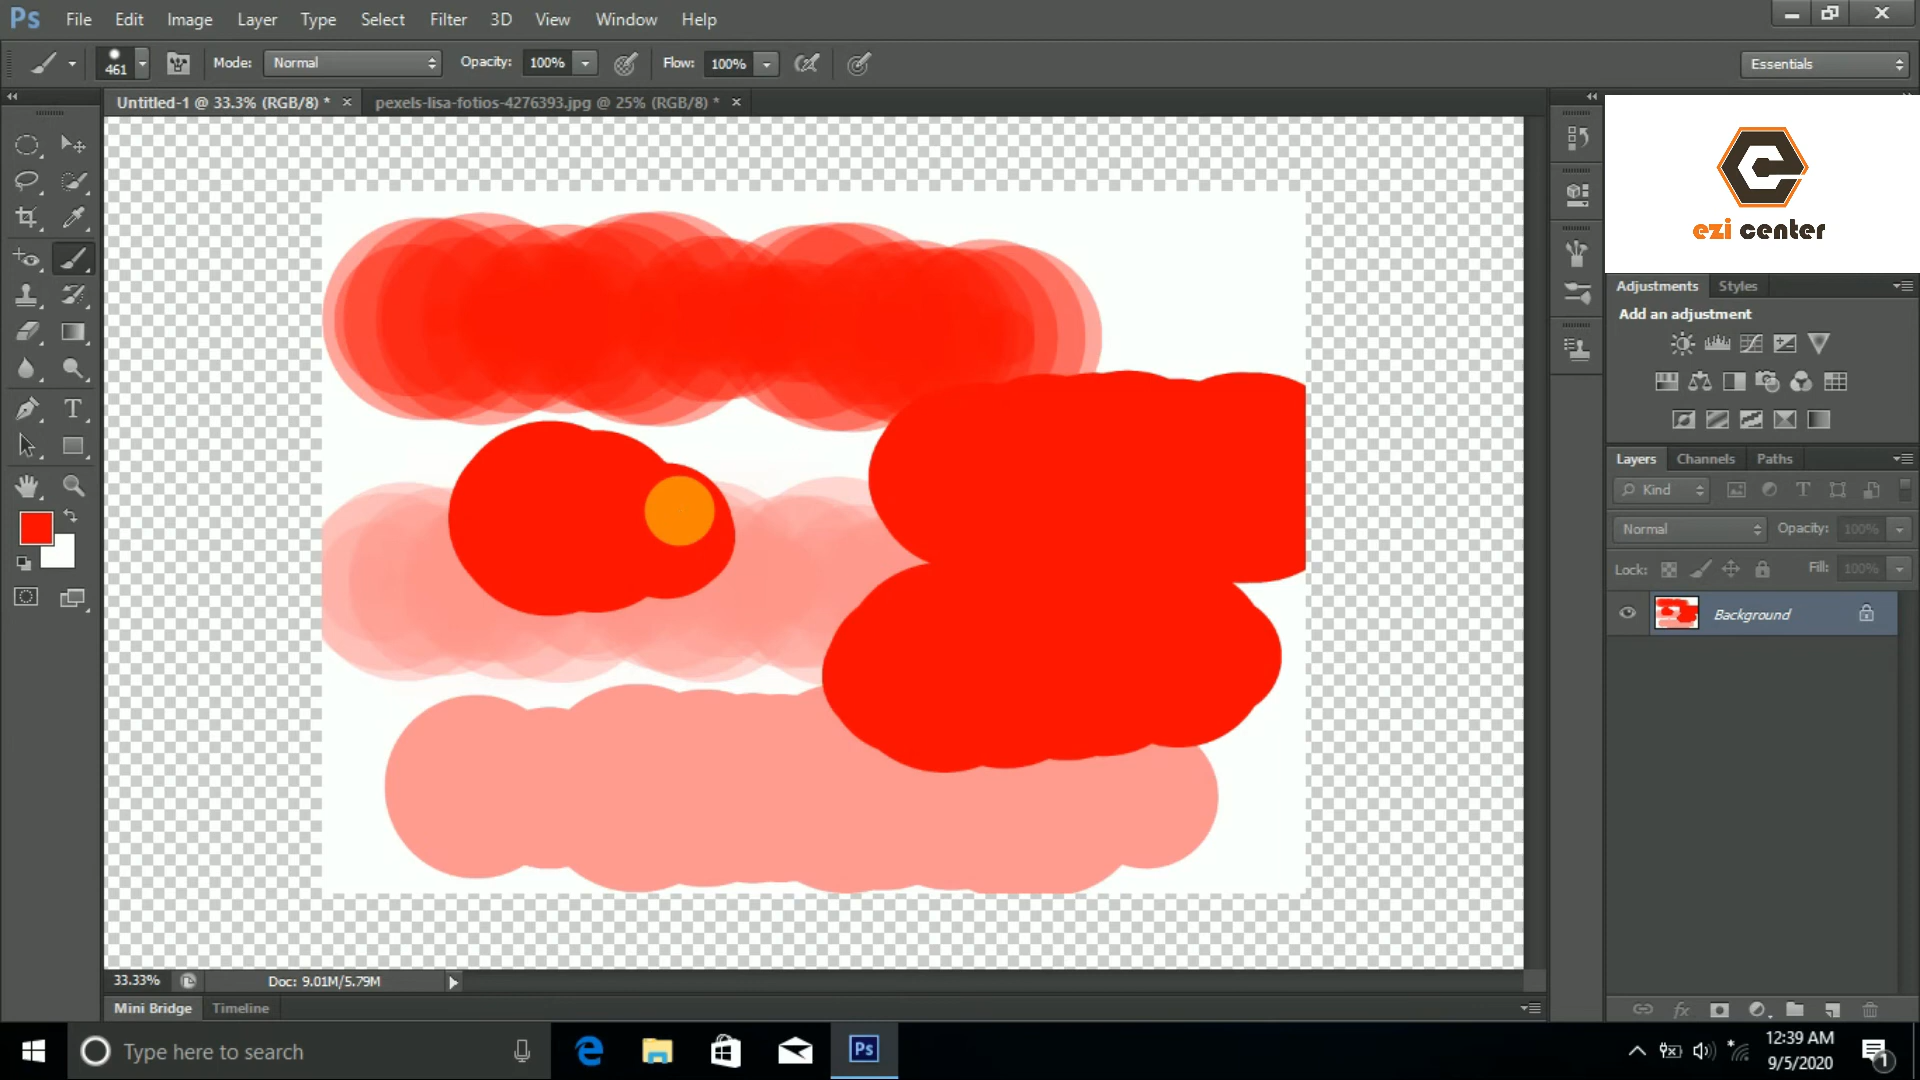 Ps File Edit Image Layer Type Select Filter 3D View Window Help
461 Mode: Normal Opacity: 100% Flow: 100% Essentials
Untitled-1 @ 33.3% (RGB/8) * × pexels-lisa-fotios-4276393.jpg @ 25% (RGB/8) * ×
ezi center
Adjustments Styles
Add an adjustment
Layers Channels Paths
Kind
Normal Opacity: 100%
Lock: Fill: 100%
Background
33.33% Doc: 9.01M/5.79M
Mini Bridge Timeline
Type here to search
Ps
12:39 AM
9/5/2020
1